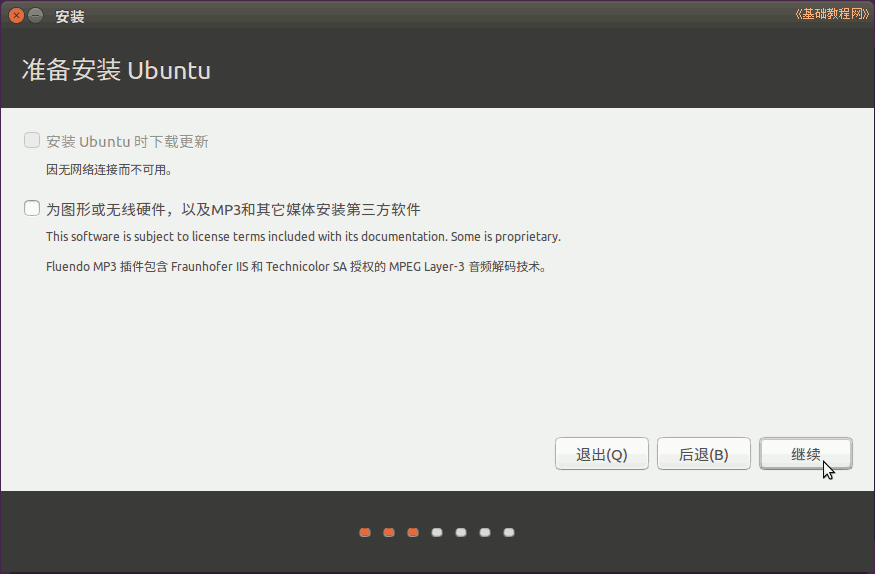 安装
《基础教程网》
准备安装 Ubuntu
安装 Ubuntu 时下载更新
因无网络连接而不可用。
为图形或无线硬件，以及MP3和其它媒体安装第三方软件
This software is subject to license terms included with its documentation. Some is proprietary.
Fluendo MP3 插件包含 Fraunhofer IIS 和 Technicolor SA 授权的 MPEG Layer-3 音频解码技术。
退出(Q)
后退(B)
继续